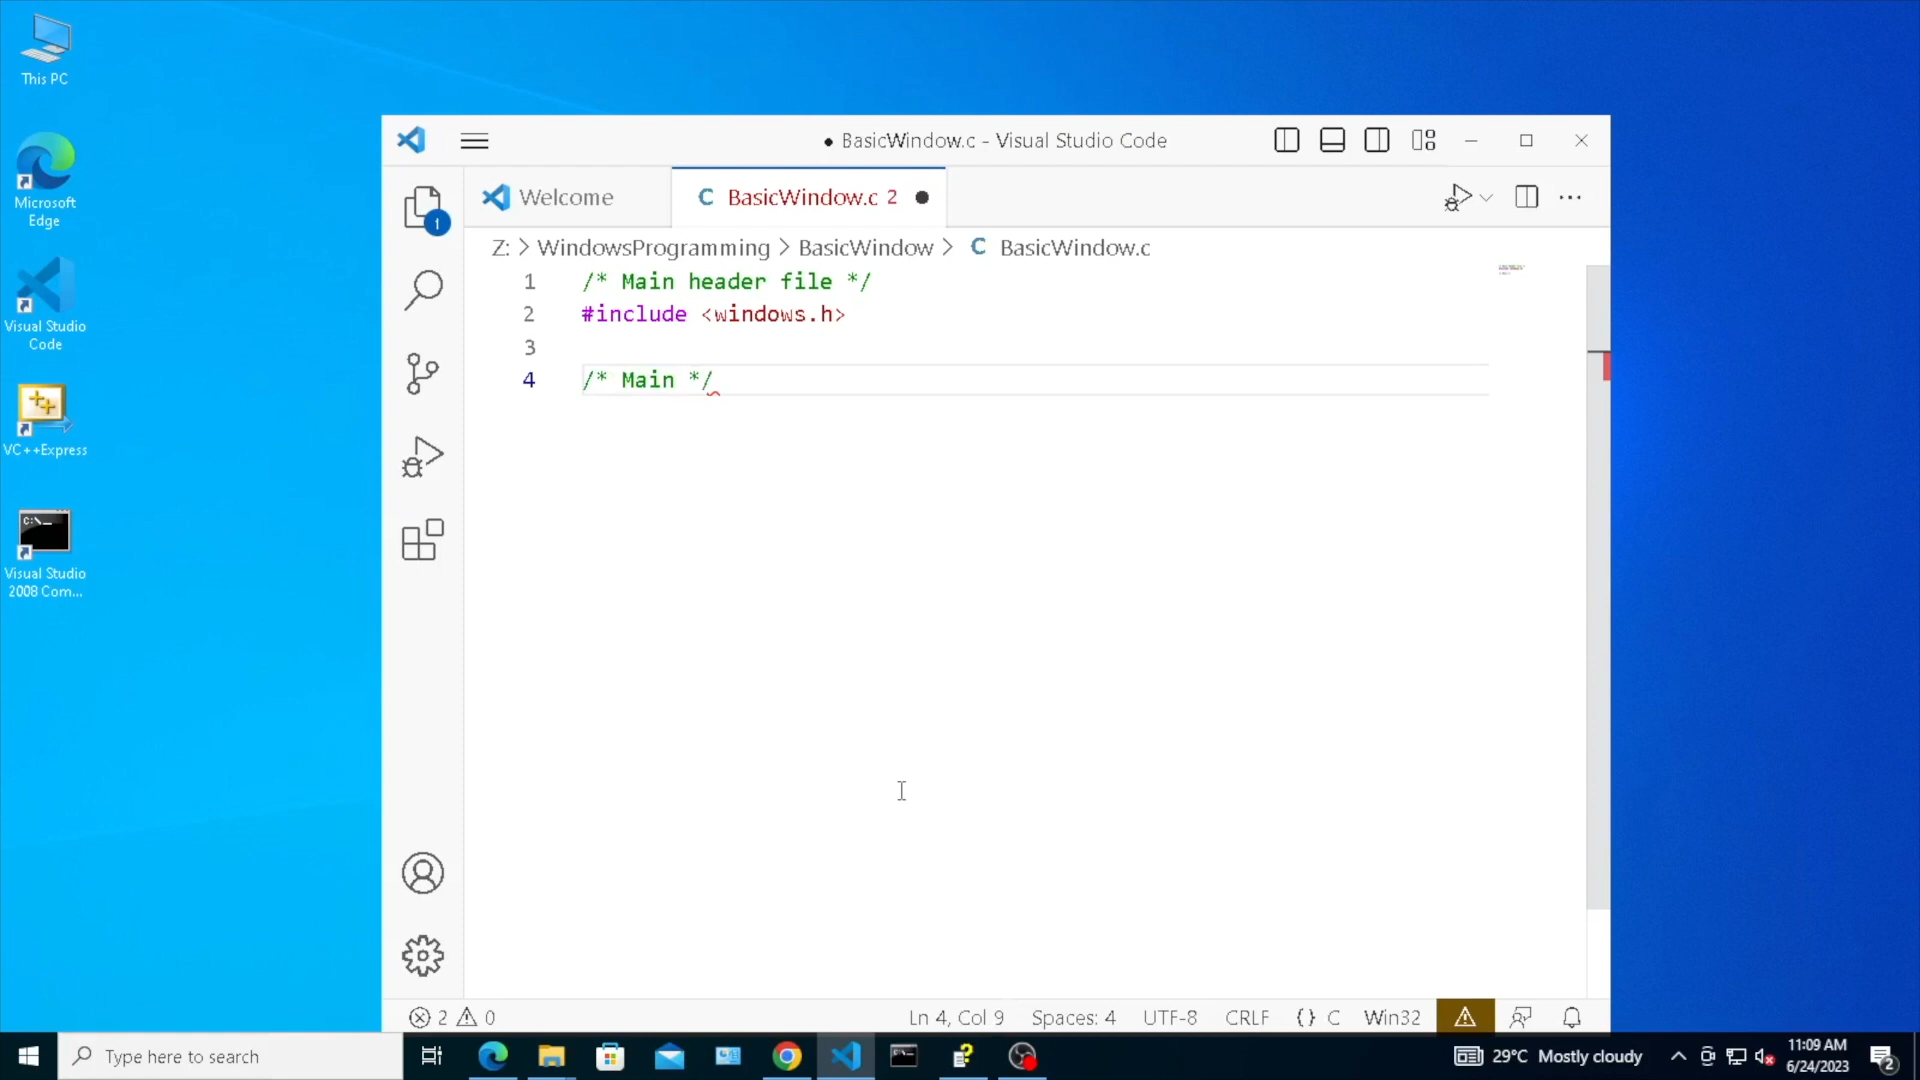 This PC
Microsoft
Edge
Visual Studio
Code
VC++Express
C:\_
Visual Studio
2008 Com...
● BasicWindow.c - Visual Studio Code
Welcome
C BasicWindow.c 2 ●
1
Z: > WindowsProgramming > BasicWindow > C BasicWindow.c
1 /* Main header file */
2 #include <windows.h>
3
4 /* Main */
2 0
Ln 4, Col 9 Spaces: 4 UTF-8 CRLF {} C Win32
Type here to search
29°C Mostly cloudy
11:09 AM
6/24/2023
2